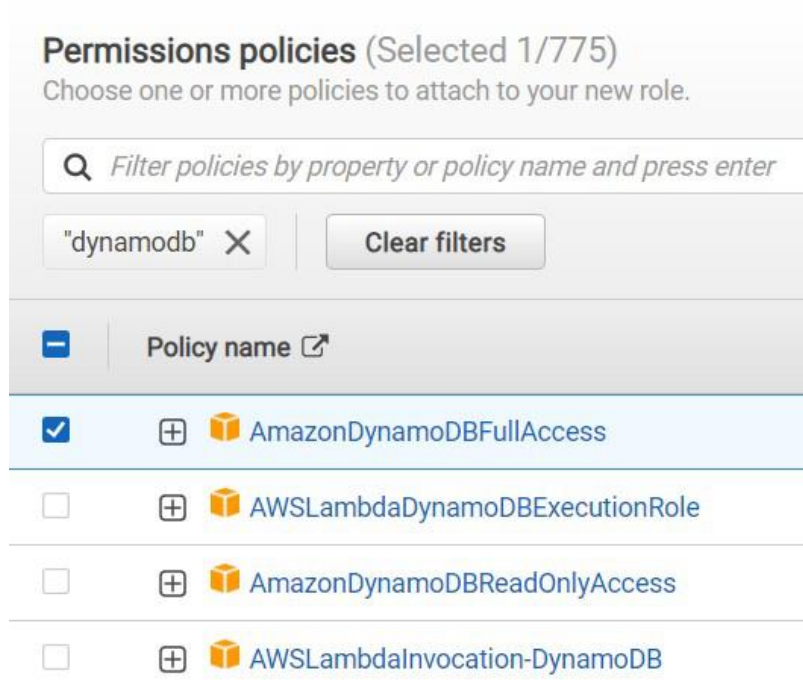 Permissions policies (Selected 1/775)
Choose one or more policies to attach to your new role.
Filter policies by property or policy name and press enter
"dynamodb"
Clear filters
Policy name
AmazonDynamoDBFullAccess
AWSLambdaDynamoDBExecutionRole
AmazonDynamoDBReadOnlyAccess
AWSLambdaInvocation-DynamoDB